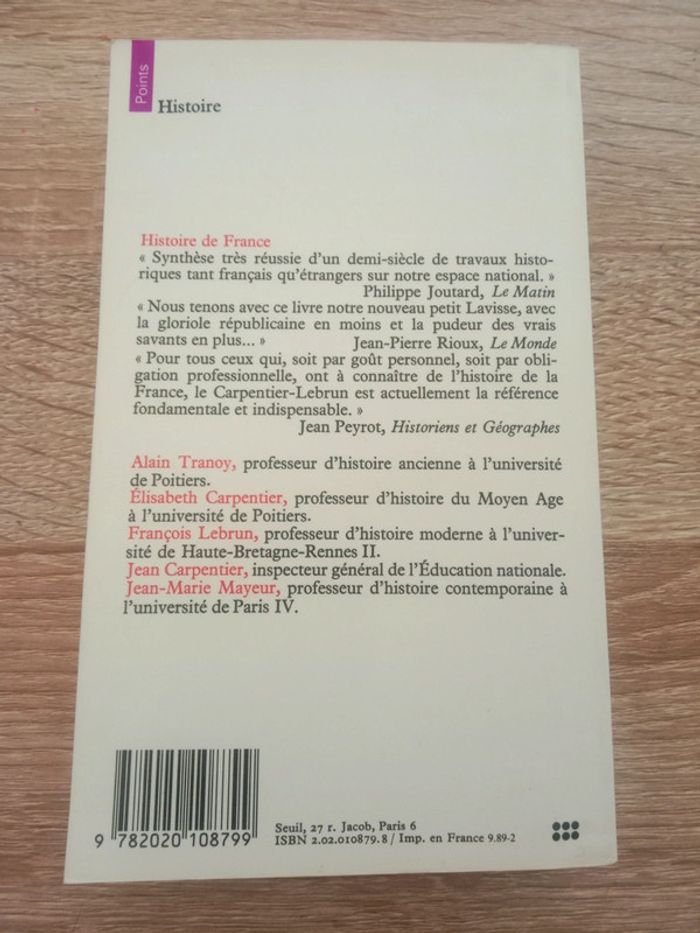 Points
Histoire
Histoire de France
« Synthèse très réussie d'un demi-siècle de travaux histo-
riques tant français qu'étrangers sur notre espace national. »
Philippe Joutard, Le Matin
« Nous tenons avec ce livre notre nouveau petit Lavisse, avec
la gloriole républicaine en moins et la pudeur des vrais
savants en plus... » Jean-Pierre Rioux, Le Monde
« Pour tous ceux qui, soit par goût personnel, soit par obli-
gation professionnelle, ont à connaître de l'histoire de la
France, le Carpentier-Lebrun est actuellement la référence
fondamentale et indispensable. »
Jean Peyrot, Historiens et Géographes
Alain Tranoy, professeur d'histoire ancienne à l'université
de Poitiers.
Élisabeth Carpentier, professeur d'histoire du Moyen Age
à l'université de Poitiers.
François Lebrun, professeur d'histoire moderne à l'univer-
sité de Haute-Bretagne-Rennes II.
Jean Carpentier, inspecteur général de l'Éducation nationale.
Jean-Marie Mayeur, professeur d'histoire contemporaine à
l'université de Paris IV.
9 782020 108799
Seuil, 27 r. Jacob, Paris 6
ISBN 2.02.010879.8 / Imp. en France 9.89-2